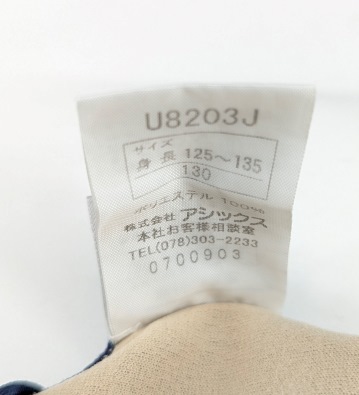 U8203J
サイズ
身長 125～135
130
ポリエステル 100%
株式会社 アシックス
本社お客様相談室
TEL(078)303-2233
0700903